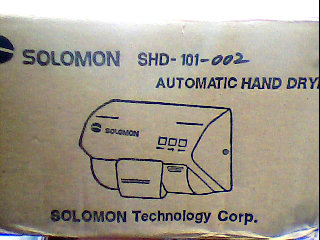 SOLOMON SHD-101-002
AUTOMATIC HAND DRY
SOLOMON
SOLOMON Technology Corp.